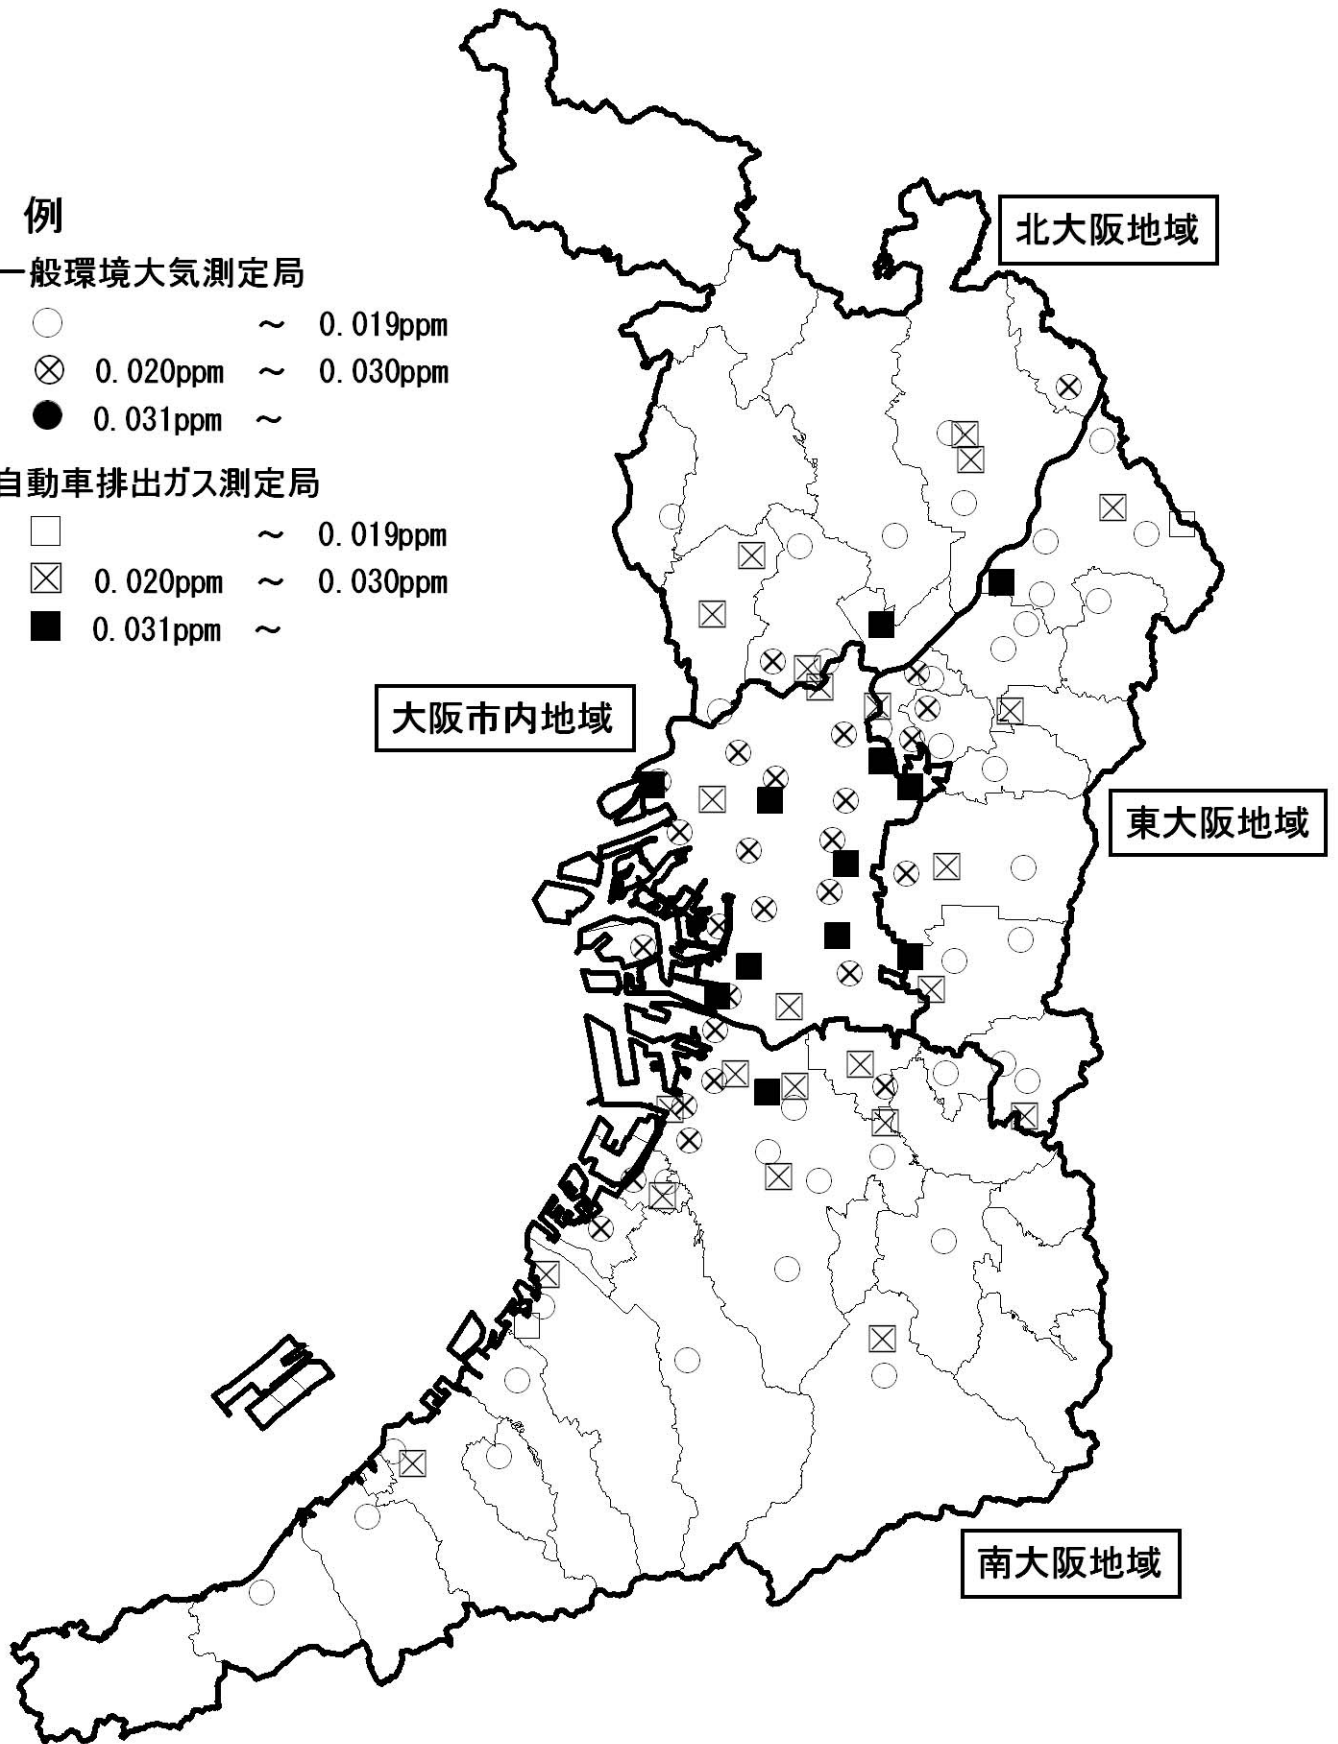 例
一般環境大気測定局
～ 0.019ppm
0.020ppm ～ 0.030ppm
0.031ppm ～
自動車排出ガス測定局
～ 0.019ppm
0.020ppm ～ 0.030ppm
0.031ppm ～
北大阪地域
大阪市内地域
東大阪地域
南大阪地域